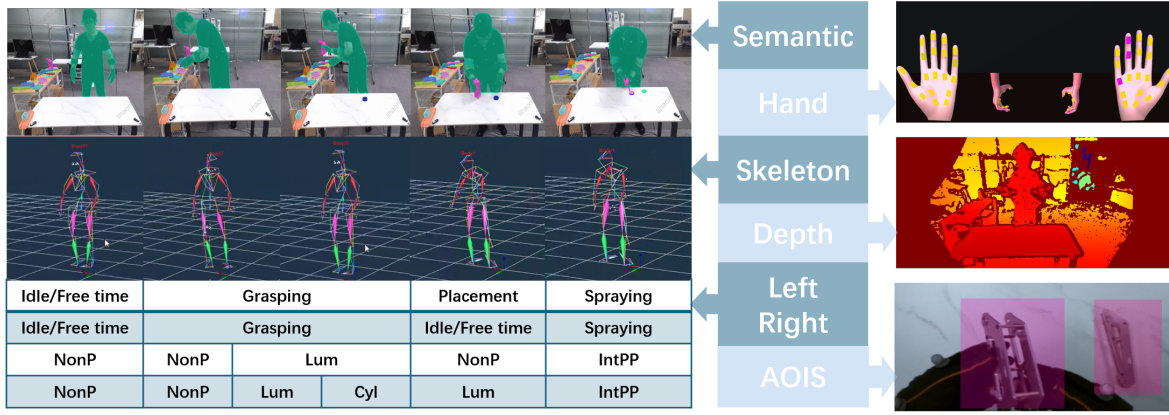 Semantic
Hand
Skeleton
Depth
Left
Right
AOIS
Idle/Free time Grasping Placement Spraying
Idle/Free time Grasping Idle/Free time Spraying
NonP NonP Lum NonP IntPP
NonP NonP Lum Cyl Lum IntPP